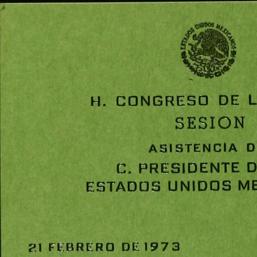 ESTADOS UNIDOS MEXICANOS
H. CONGRESO DE L
SESION
ASISTENCIA D
C. PRESIDENTE D
ESTADOS UNIDOS ME
21 FEBRERO DE 1973